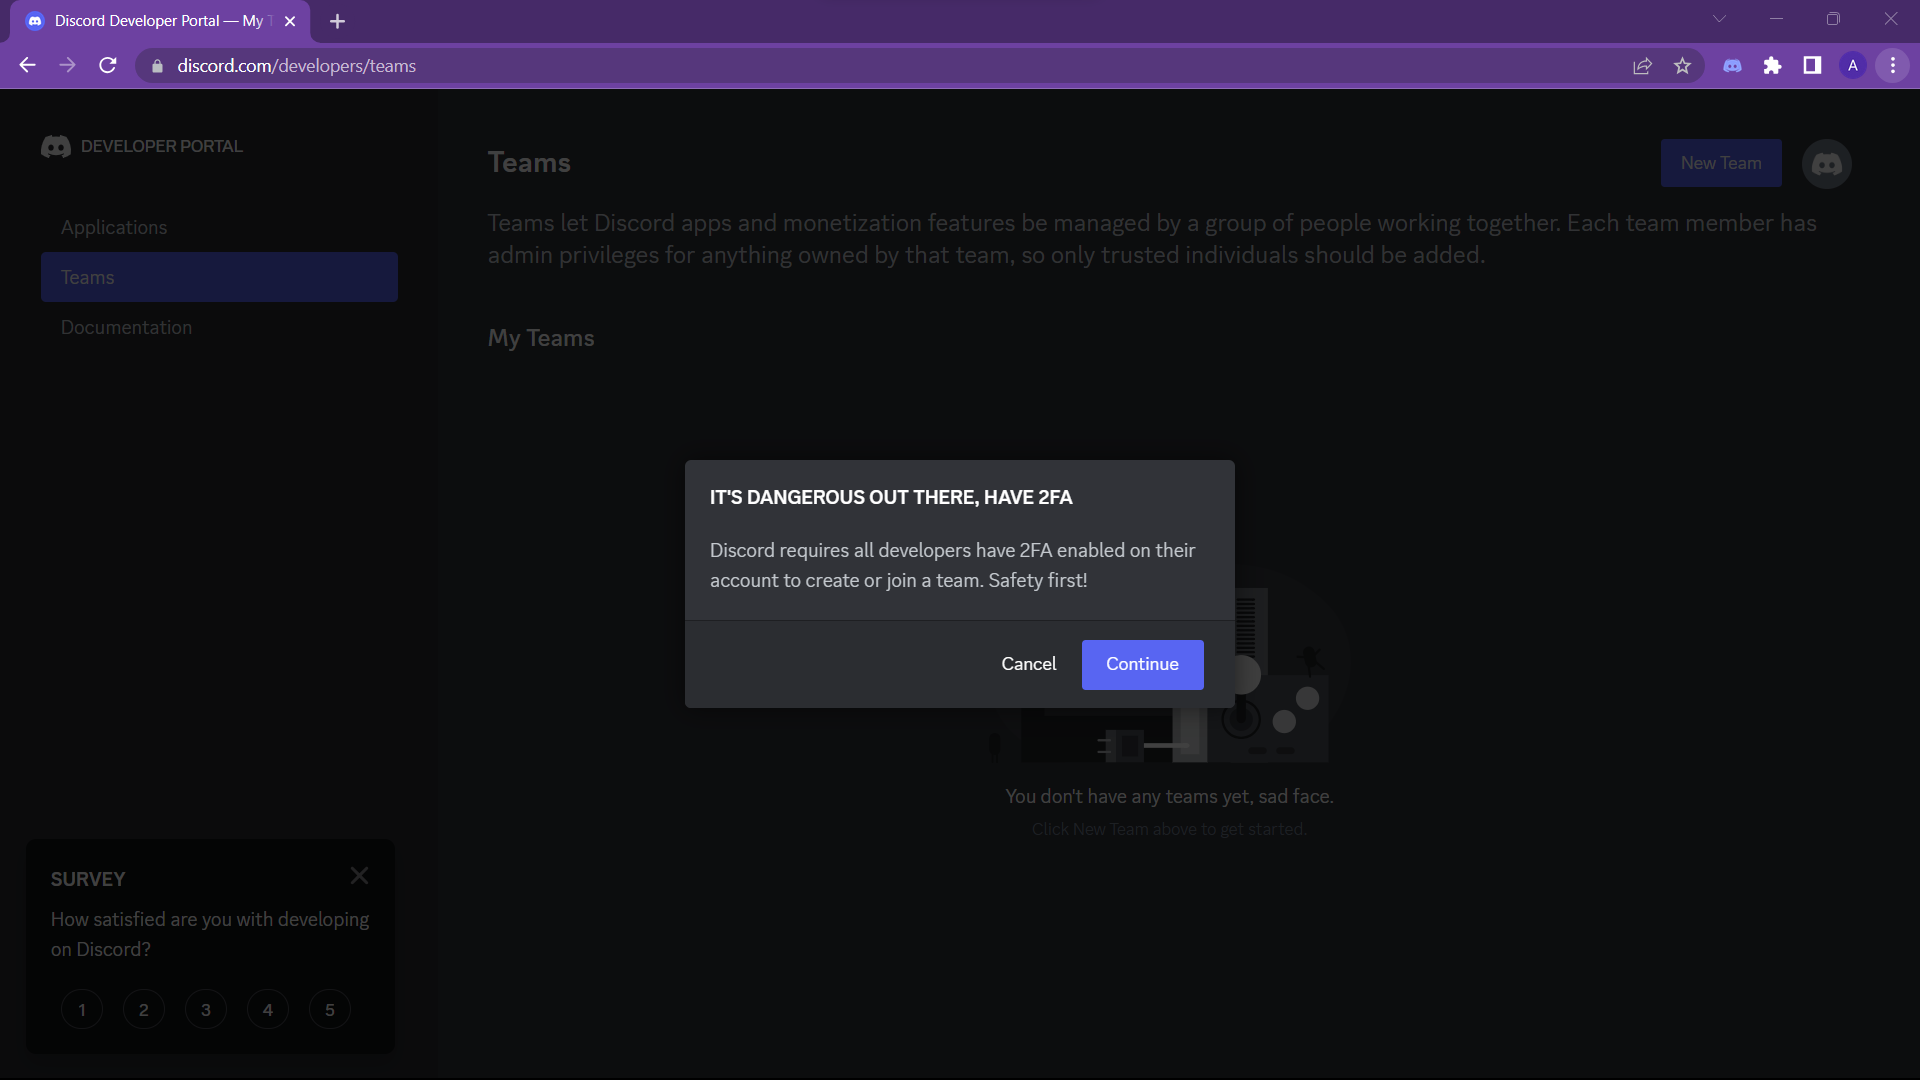 Discord Developer Portal — My T
discord.com/developers/teams
A
DEVELOPER PORTAL
Applications
Teams
Documentation
Teams
New Team
Teams let Discord apps and monetization features be managed by a group of people working together. Each team member has
admin privileges for anything owned by that team, so only trusted individuals should be added.
My Teams
IT'S DANGEROUS OUT THERE, HAVE 2FA
Discord requires all developers have 2FA enabled on their
account to create or join a team. Safety first!
Cancel
Continue
You don't have any teams yet, sad face.
Click New Team above to get started.
SURVEY
How satisfied are you with developing
on Discord?
1 2 3 4 5